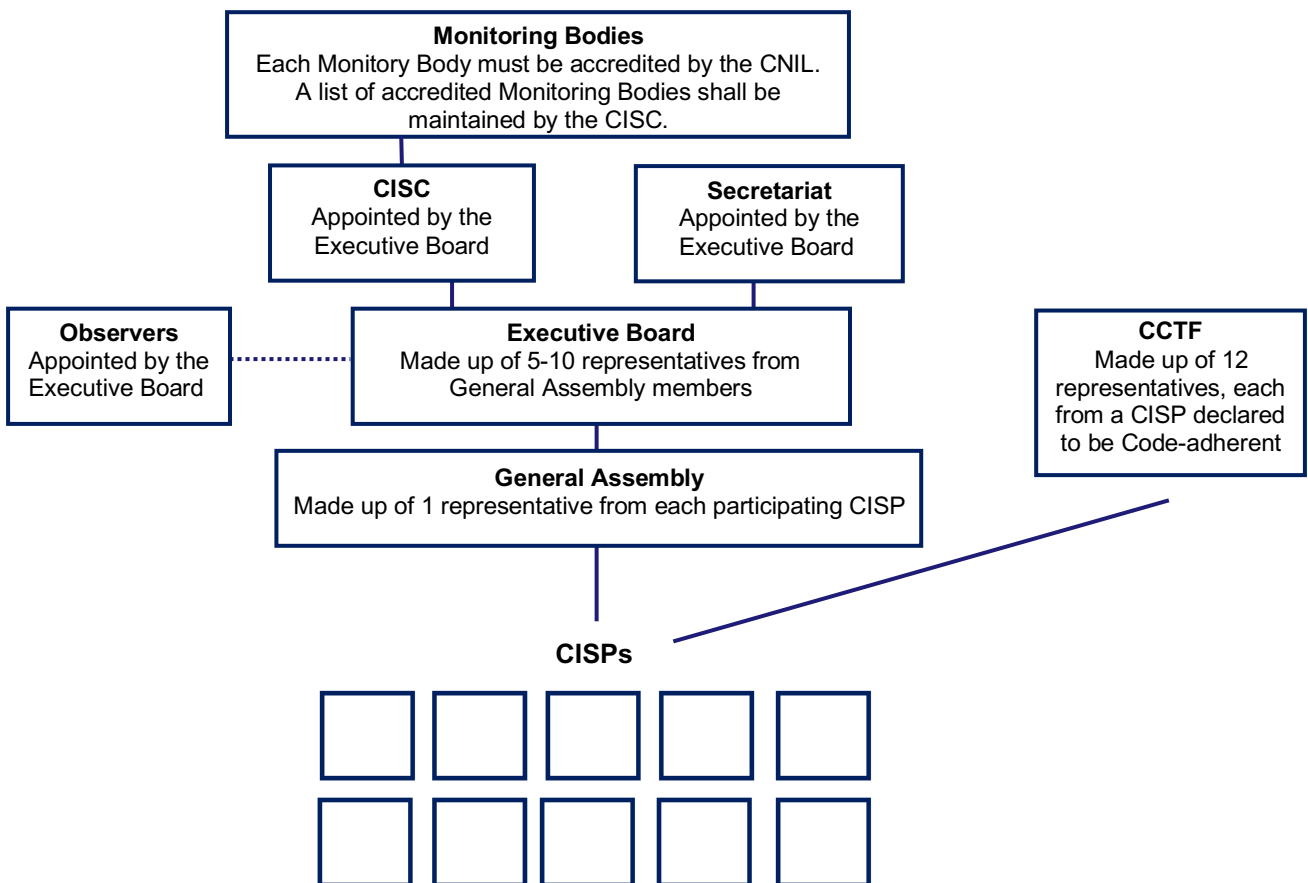 Monitoring Bodies
Each Monitory Body must be accredited by the CNIL.
A list of accredited Monitoring Bodies shall be
maintained by the CISC.
CISC
Appointed by the
Executive Board
Secretariat
Appointed by the
Executive Board
Observers
Appointed by the
Executive Board
Executive Board
Made up of 5-10 representatives from
General Assembly members
CCTF
Made up of 12
representatives, each
from a CISP declared
to be Code-adherent
General Assembly
Made up of 1 representative from each participating CISP
CISPs